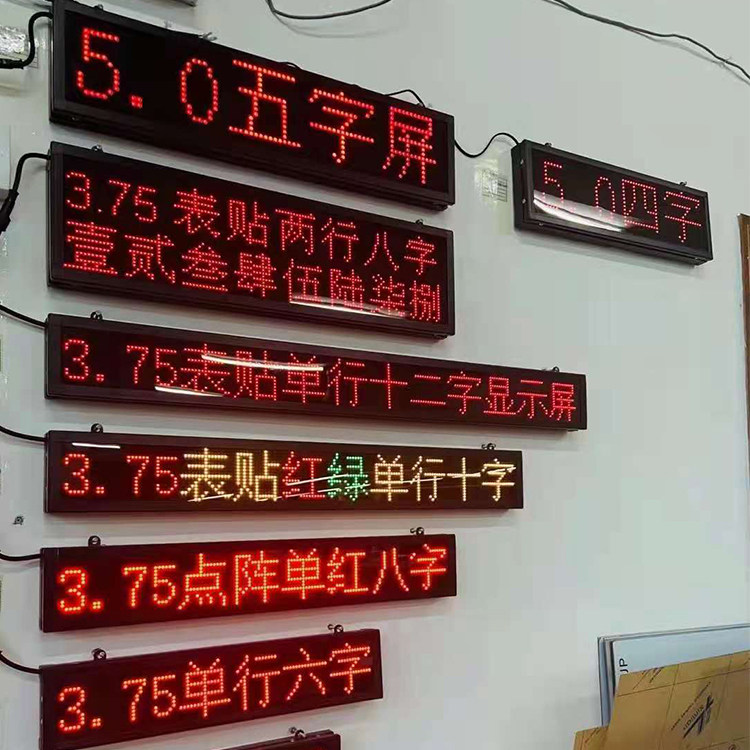 5.0五字屏
5.0四字
3.75 表贴两行八字
壹贰叁肆伍陆柒捌
3.75表贴单行十二字显示屏
3.75表贴红绿单行十字
3.75点阵单红八字
3.75单行六字